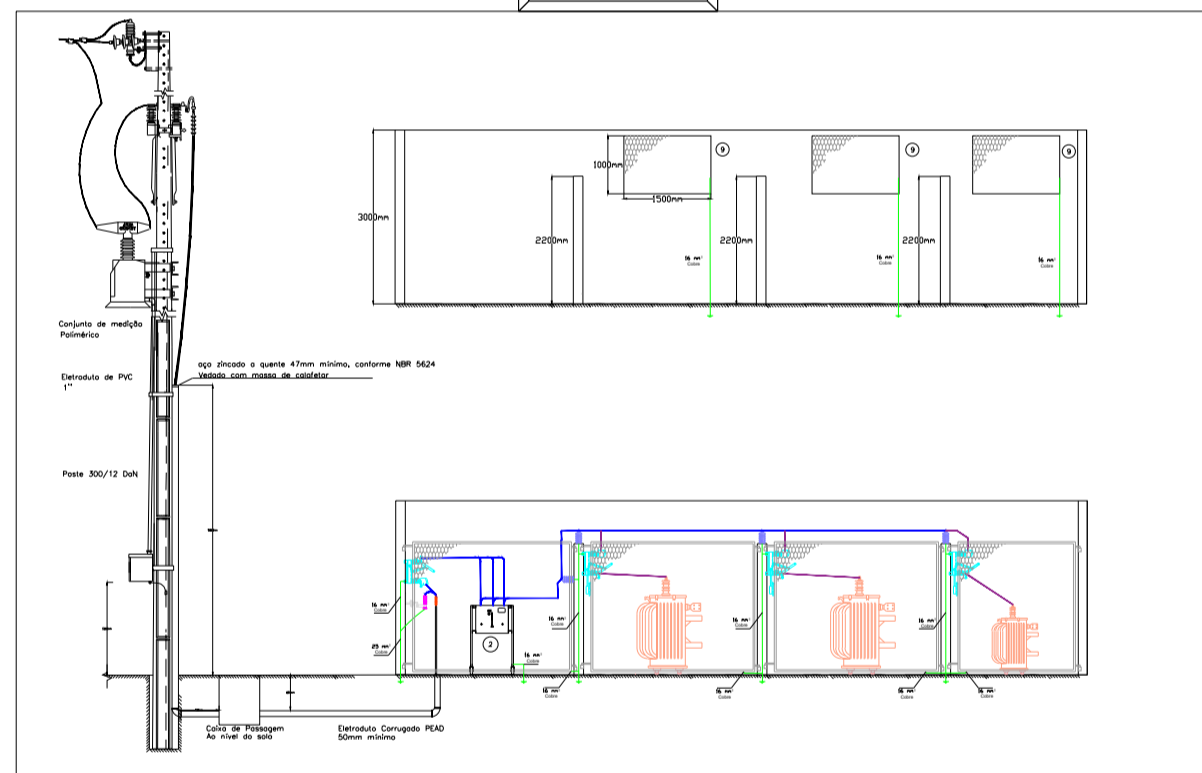 9
9
9
1000mm
1500mm
3000mm
2200mm
2200mm
2200mm
16 mm²
Cobre
16 mm²
Cobre
16 mm²
Cobre
Conjunto de medição
Polimérico
aço zincado a quente 47mm mínimo, conforme NBR 5624
Vedado com massa de calafetar
Eletroduto de PVC
1''
Poste 300/12 DaN
16 mm²
Cobre
25 mm²
Cobre
2
16 mm²
Cobre
16 mm²
Cobre
16 mm²
Cobre
16 mm²
Cobre
16 mm²
Cobre
16 mm²
Cobre
16 mm²
Cobre
16 mm²
Cobre
Caixa de Passagem
Ao nível do solo
Eletroduto Corrugado PEAD
50mm mínimo